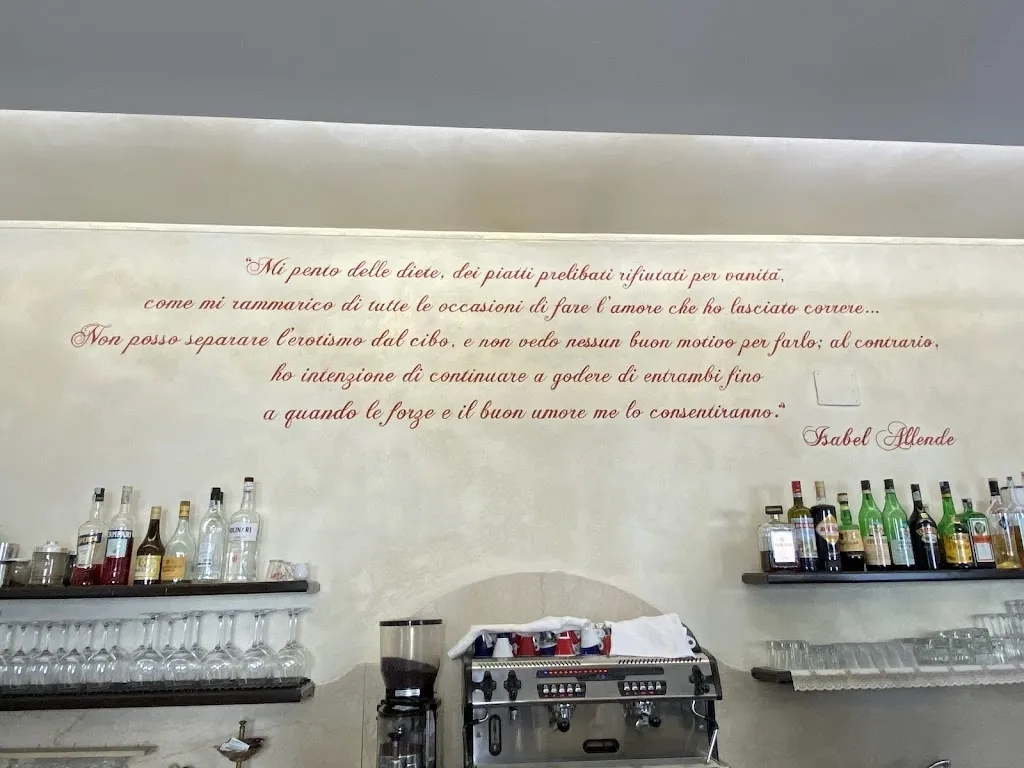 "Mi pento delle diete, dei piatti prelibati rifiutati per vanità,
come mi rammarico di tutte le occasioni di fare l'amore che ho lasciato correre...
Non posso separare l'erotismo dal cibo, e non vedo nessun buon motivo per farlo; al contrario,
ho intenzione di continuare a godere di entrambi fino
a quando le forze e il buon umore me lo consentiranno."
Isabel Allende
CAMPARI
MOLINARI